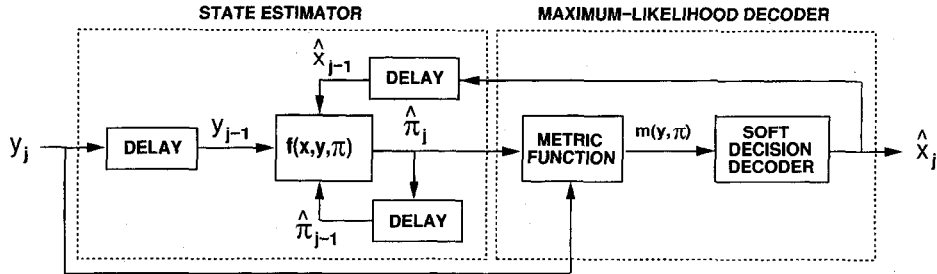 STATE ESTIMATOR
MAXIMUM-LIKELIHOOD DECODER
x̂j-1
DELAY
π̂j
yj
DELAY
yj-1
f(x,y,π)
METRIC
FUNCTION
m(y,π)
SOFT
DECISION
DECODER
x̂j
π̂j-1
DELAY